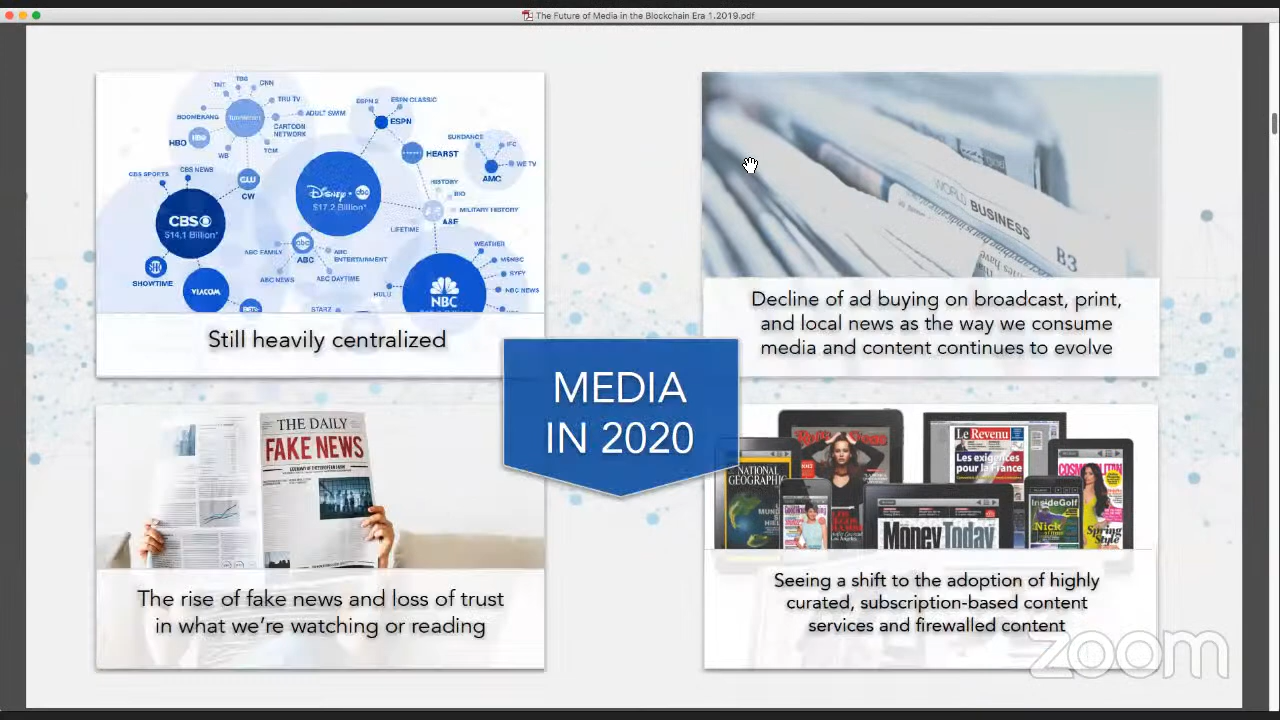 The Future of Media in the Blockchain Era 1.2019.pdf
TNT
TBS
CNN
TRU TV
BOOMERANG
TimeWarner
ADULT SWIM
CARTOON
NETWORK
HBO
HBO
WB
TCM
ESPN 2
ESPN CLASSIC
ESPN
SUNDANCE
IFC
HEARST
WE TV
AMC
CBS SPORTS
CBS NEWS
CW
CW
Disney abc
$17.2 Billion*
HISTORY
BIO
MILITARY HISTORY
A&E
LIFETIME
CBS
$14.1 Billion*
ABC FAMILY
abc
ABC
ABC
ENTERTAINMENT
ABC NEWS
ABC DAYTIME
WEATHER
MSNBC
SYFY
NBC NEWS
NBC
HULU
SHOWTIME
VIACOM
STARZ
Still heavily centralized
WORLD BUSINESS
B3
Decline of ad buying on broadcast, print,
and local news as the way we consume
media and content continues to evolve
MEDIA
IN 2020
THE DAILY
FAKE NEWS
The rise of fake news and loss of trust
in what we're watching or reading
NATIONAL
GEOGRAPHIC
Le Revenu
Les exigences
pour la France
COSMOPOLITAN
Spring
Style
InsideGolf
Nick
Money Today
Seeing a shift to the adoption of highly
curated, subscription-based content
services and firewalled content
zoom